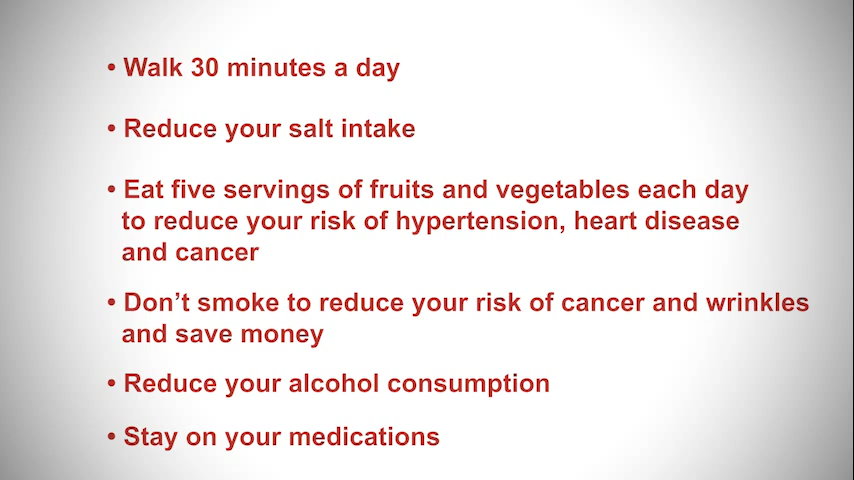 • Walk 30 minutes a day
• Reduce your salt intake
• Eat five servings of fruits and vegetables each day
to reduce your risk of hypertension, heart disease
and cancer
• Don’t smoke to reduce your risk of cancer and wrinkles
and save money
• Reduce your alcohol consumption
• Stay on your medications